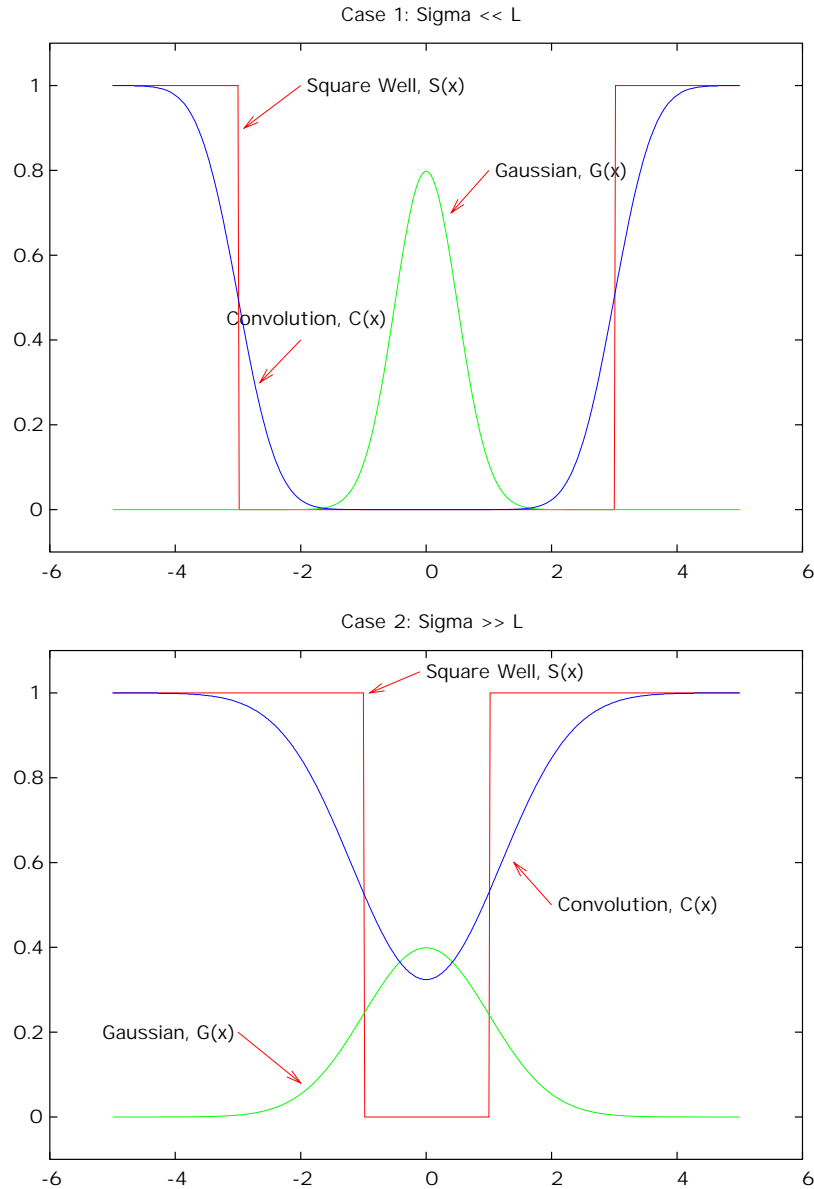 Case 1: Sigma << L
1
Square Well, S(x)
0.8
Gaussian, G(x)
0.6
Convolution, C(x)
0.4
0.2
0
-6 -4 -2 0 2 4 6
Case 2: Sigma >> L
Square Well, S(x)
1
0.8
0.6
Convolution, C(x)
0.4
0.2
Gaussian, G(x)
0
-6 -4 -2 0 2 4 6